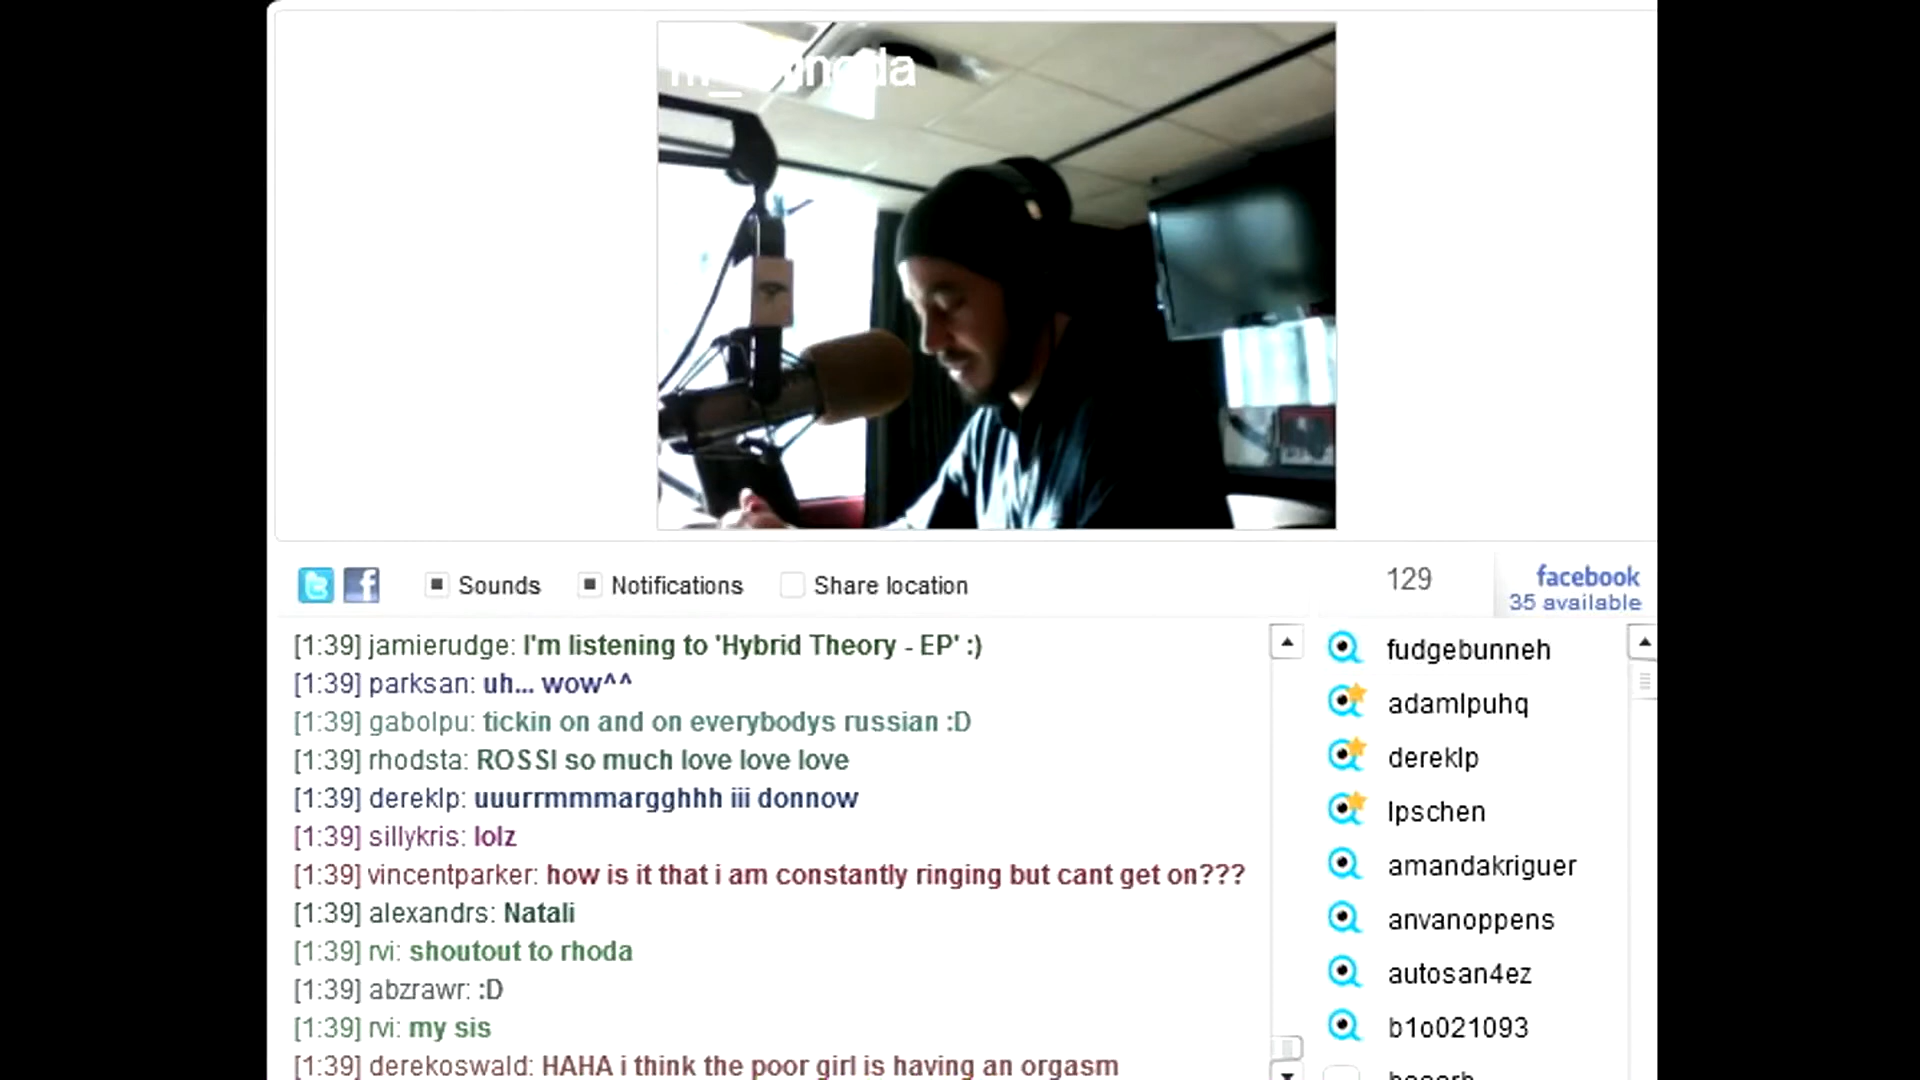 Sounds
Notifications
Share location
129
facebook
35 available
[1:39] jamierudge: I'm listening to 'Hybrid Theory - EP' :)
[1:39] parksan: uh... wow^^
[1:39] gabolpu: tickin on and on everybodys russian :D
[1:39] rhodsta: ROSSI so much love love love
[1:39] dereklp: uuurrmmmargghhh iii donnow
[1:39] sillykris: lolz
[1:39] vincentparker: how is it that i am constantly ringing but cant get on???
[1:39] alexandrs: Natali
[1:39] rvi: shoutout to rhoda
[1:39] abzrawr: :D
[1:39] rvi: my sis
[1:39] derekoswald: HAHA i think the poor girl is having an orgasm
fudgebunneh
adamlpuhq
dereklp
lpschen
amandakriguer
anvanoppens
autosan4ez
b1o021093